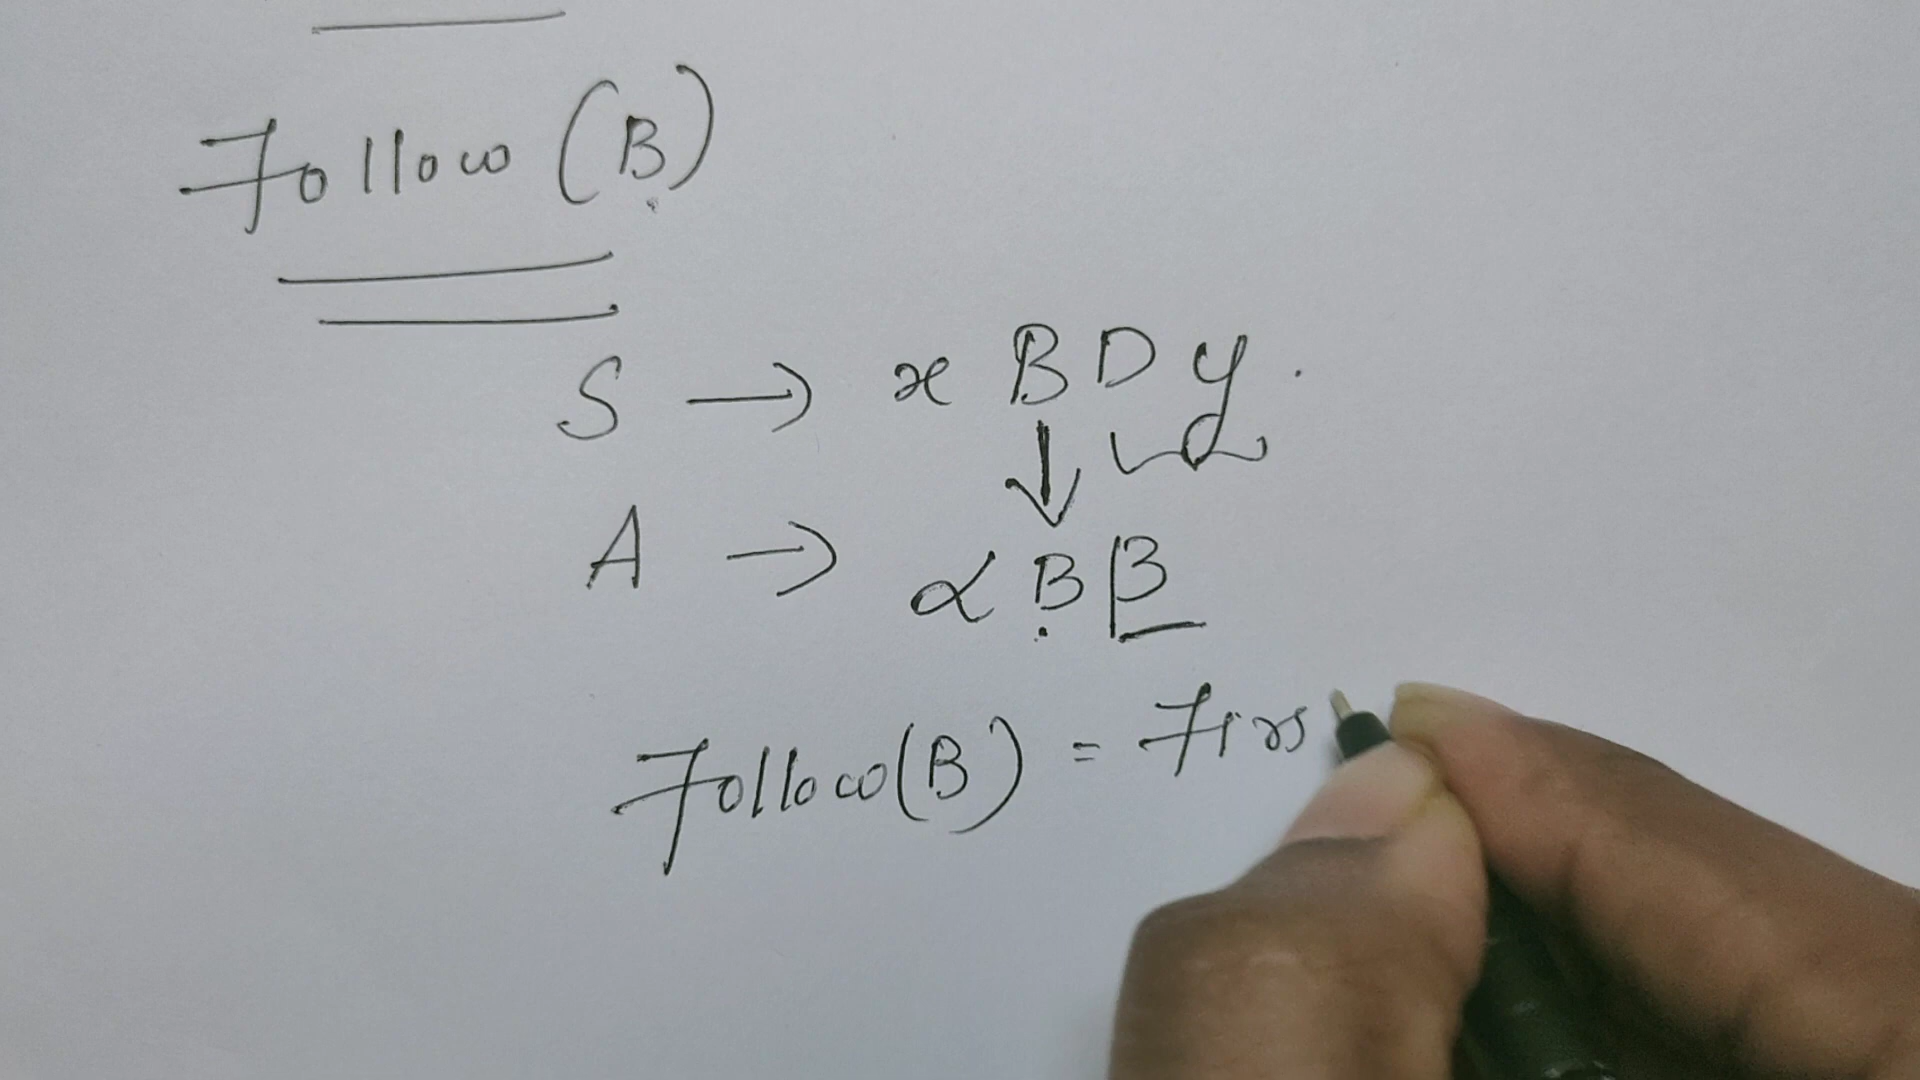 Follow (B)
S → x B D y .
A → α B β
Follow(B) = Firs